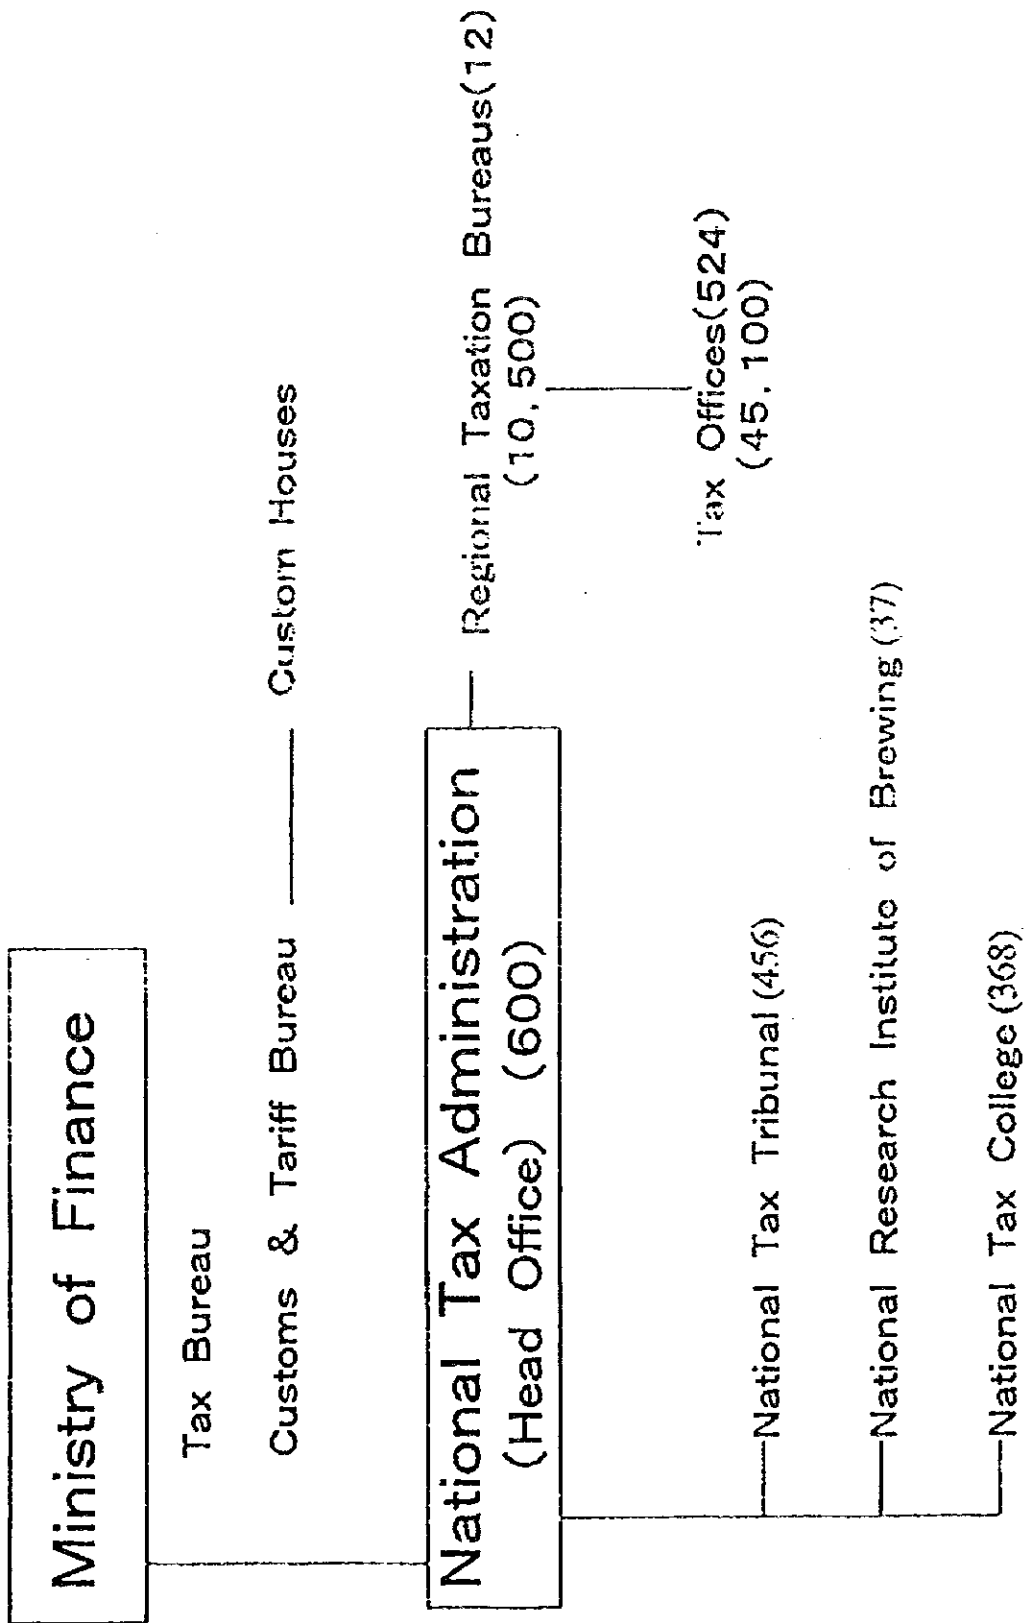 Ministry of Finance
Tax Bureau
Customs & Tariff Bureau
Custom Houses
National Tax Administration
(Head Office) (600)
Regional Taxation Bureaus(12)
(10, 500)
Tax Offices(524)
(45, 100)
National Tax Tribunal (456)
National Research Institute of Brewing (37)
National Tax College (368)